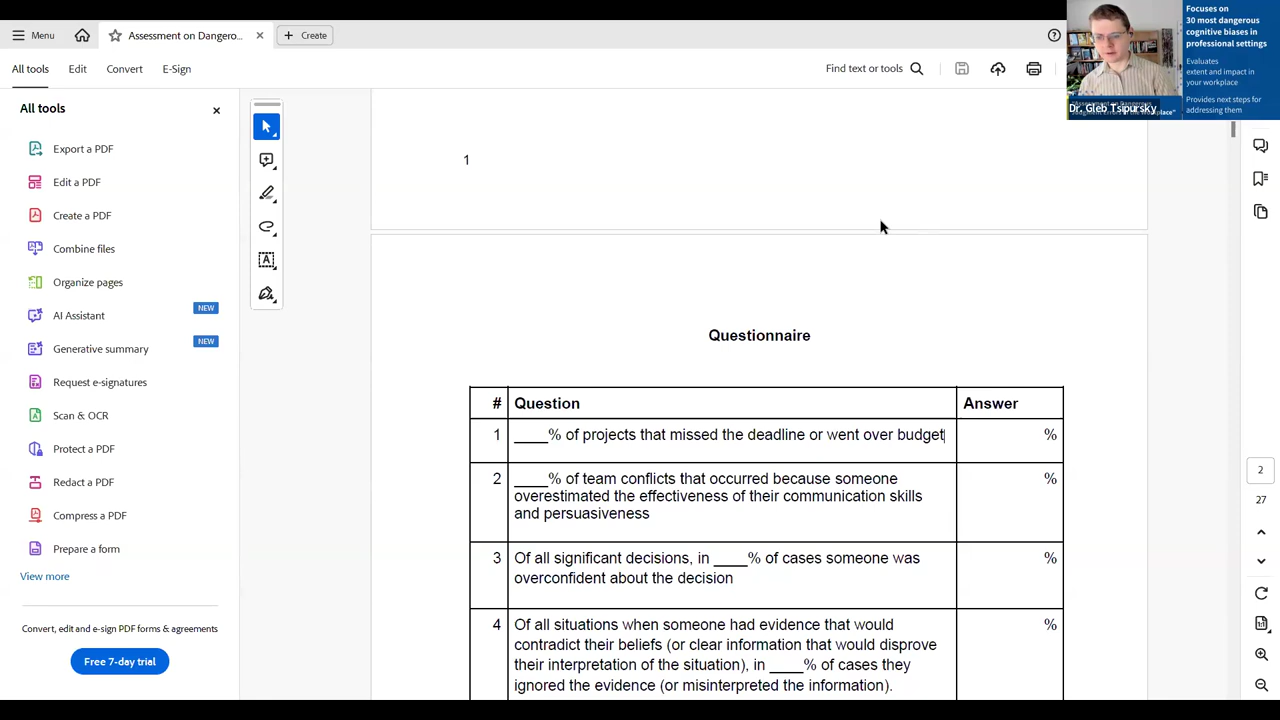 Menu
Assessment on Dangero...
Create
All tools
Edit
Convert
E-Sign
Find text or tools
Focuses on
30 most dangerous
cognitive biases in
professional settings
Evaluates
extent and impact in
your workplace
Provides next steps for
addressing them
Dr. Gleb Tsipursky
All tools
Export a PDF
Edit a PDF
Create a PDF
Combine files
Organize pages
AI Assistant
NEW
Generative summary
NEW
Request e-signatures
Scan & OCR
Protect a PDF
Redact a PDF
Compress a PDF
Prepare a form
View more
Convert, edit and e-sign PDF forms & agreements
Free 7-day trial
1
Questionnaire
# Question Answer
1 ____% of projects that missed the deadline or went over budget %
2 ____% of team conflicts that occurred because someone %
overestimated the effectiveness of their communication skills
and persuasiveness
3 Of all significant decisions, in ____% of cases someone was %
overconfident about the decision
4 Of all situations when someone had evidence that would %
contradict their beliefs (or clear information that would disprove
their interpretation of the situation), in ____% of cases they
ignored the evidence (or misinterpreted the information).
2
27